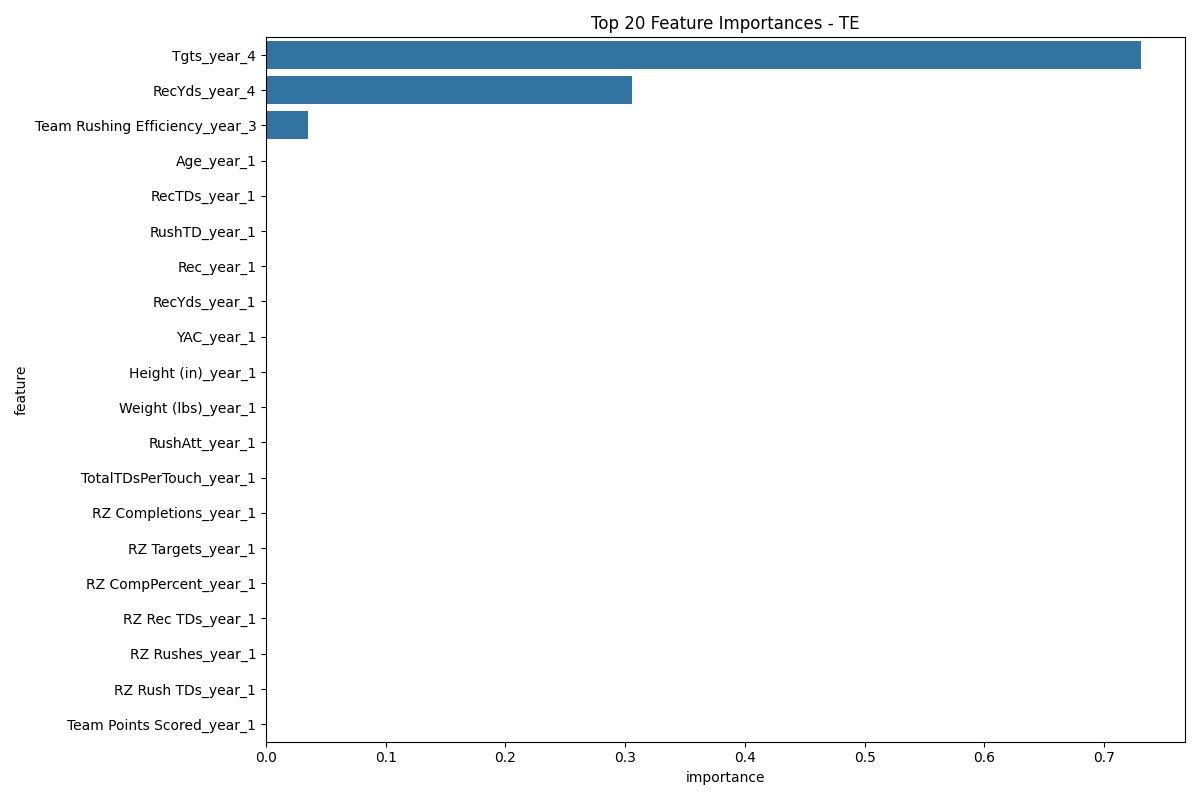 Top 20 Feature Importances - TE
Tgts_year_4
RecYds_year_4
Team Rushing Efficiency_year_3
Age_year_1
RecTDs_year_1
RushTD_year_1
Rec_year_1
RecYds_year_1
YAC_year_1
Height (in)_year_1
Weight (lbs)_year_1
RushAtt_year_1
TotalTDsPerTouch_year_1
RZ Completions_year_1
RZ Targets_year_1
RZ CompPercent_year_1
RZ Rec TDs_year_1
RZ Rushes_year_1
RZ Rush TDs_year_1
Team Points Scored_year_1
feature
0.0 0.1 0.2 0.3 0.4 0.5 0.6 0.7
importance